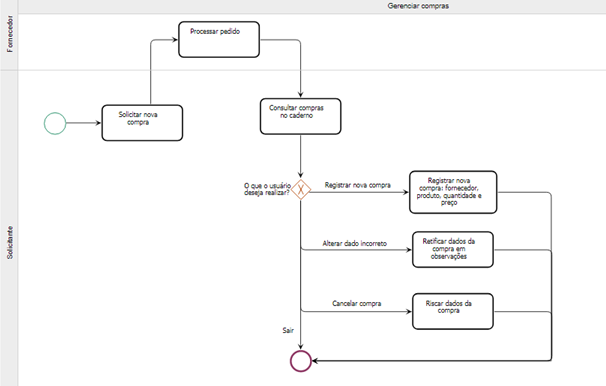 Gerenciar compras
Fornecedor
Processar pedido
Solicitante
Solicitar nova
compra
Consultar compras
no caderno
O que o usuário
deseja realizar?
Registrar nova compra
Registrar nova
compra: fornecedor,
produto, quantidade e
preço
Alterar dado incorreto
Retificar dados da
compra em
observações
Cancelar compra
Riscar dados da
compra
Sair